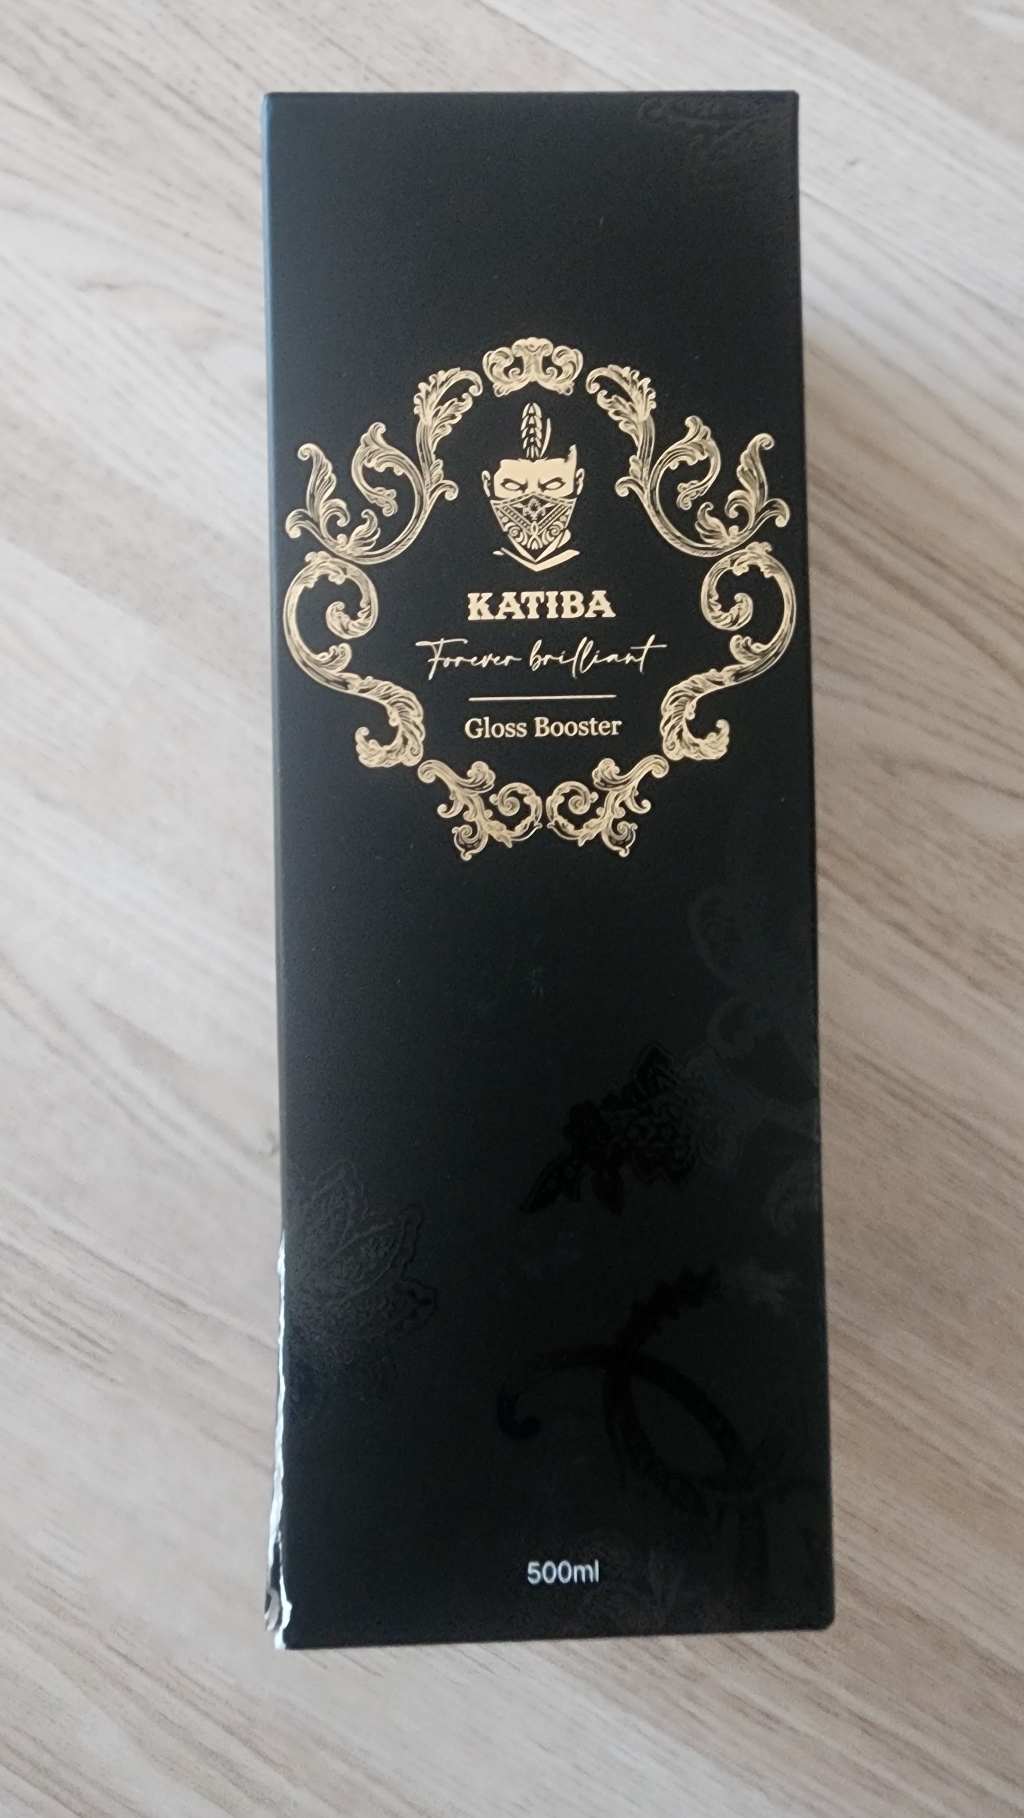 KATIBA
Forever brilliant
Gloss Booster
500ml